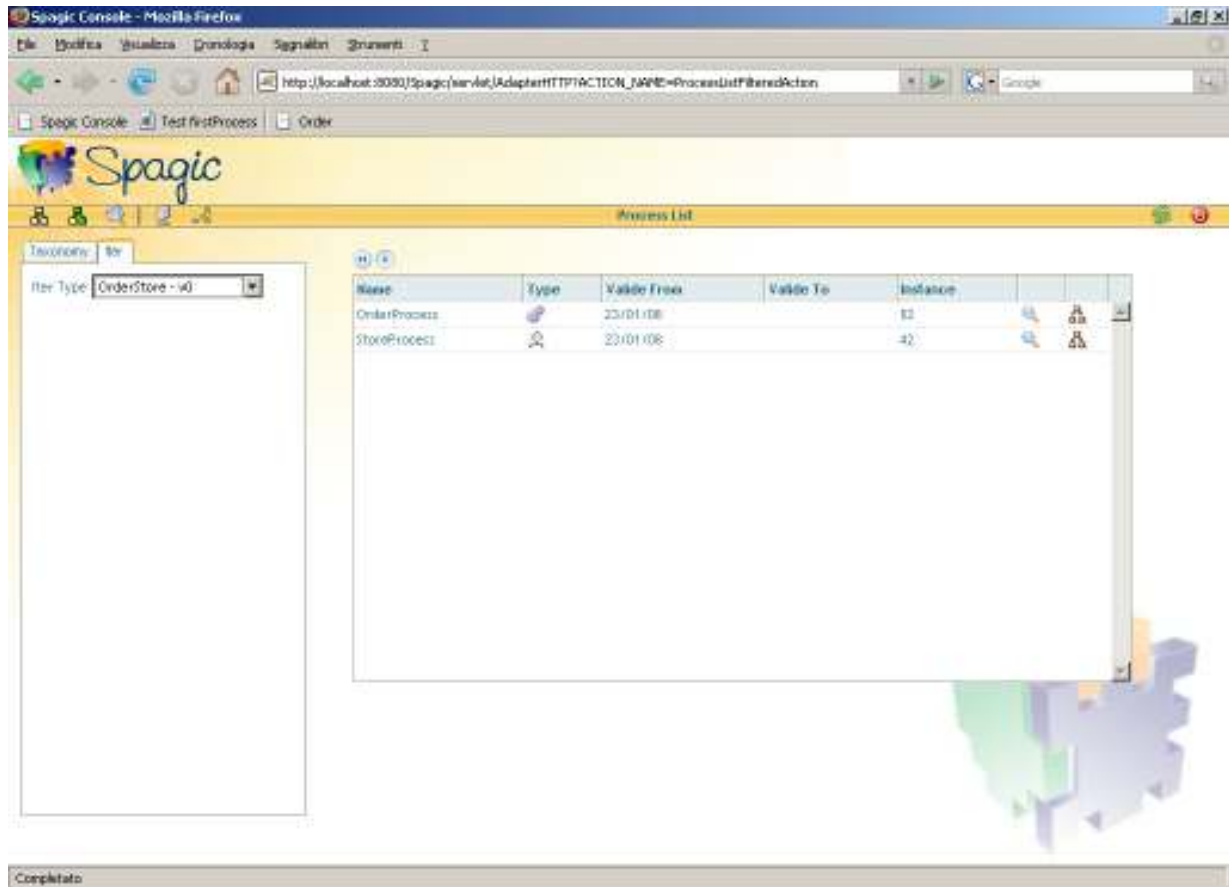 Spagic Console - Mozilla Firefox
File Modifica Visualizza Cronologia Segnalibri Strumenti ?
http://localhost:8080/Spagic/servlet/AdapterHTTP?ACTION_NAME=ProcessListFilteredAction
Google
Spagic Console Test firstProcess Order
Spagic
Process List
Taxonomy Iter
Iter Type OrderStore - v0
Name Type Valide From Valide To Instance
OrderProcess 23/01/08
StoreProcess 23/01/08 42
Completato